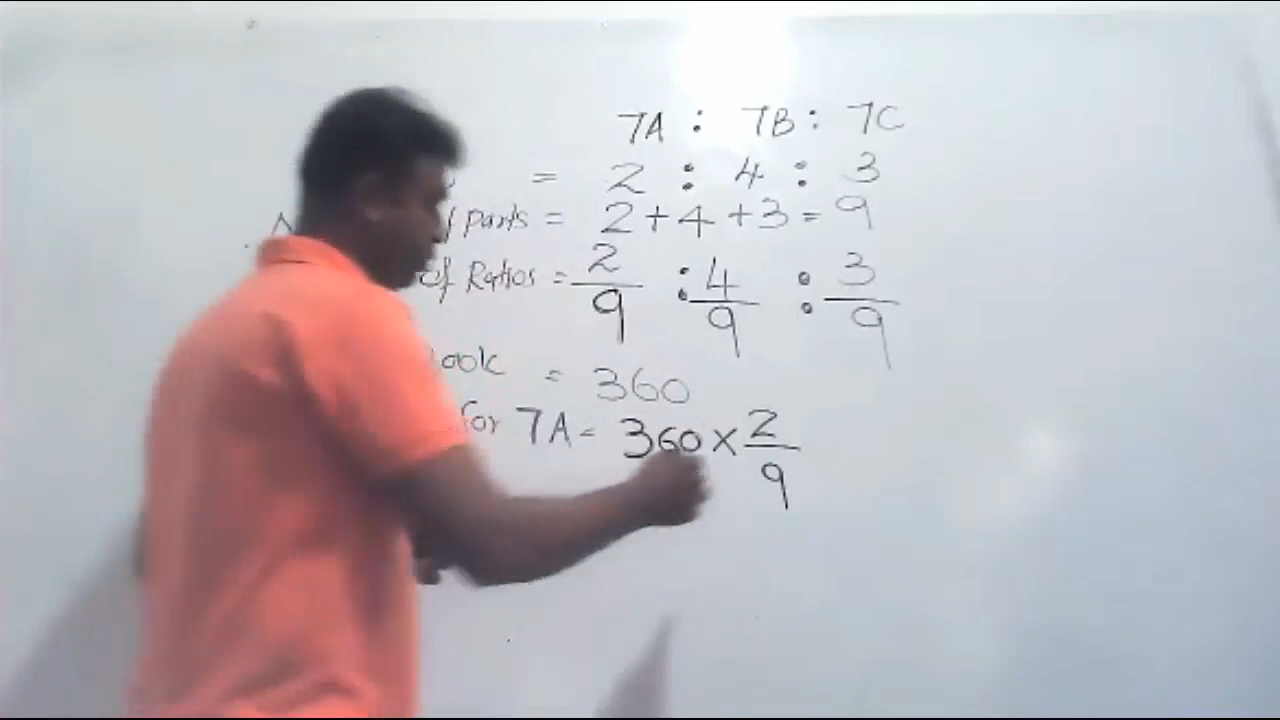 7A : 7B : 7C
= 2 : 4 : 3
parts = 2+4+3 = 9
of Ratios = 2/9 : 4/9 : 3/9
= 360
for 7A = 360 × 2/9